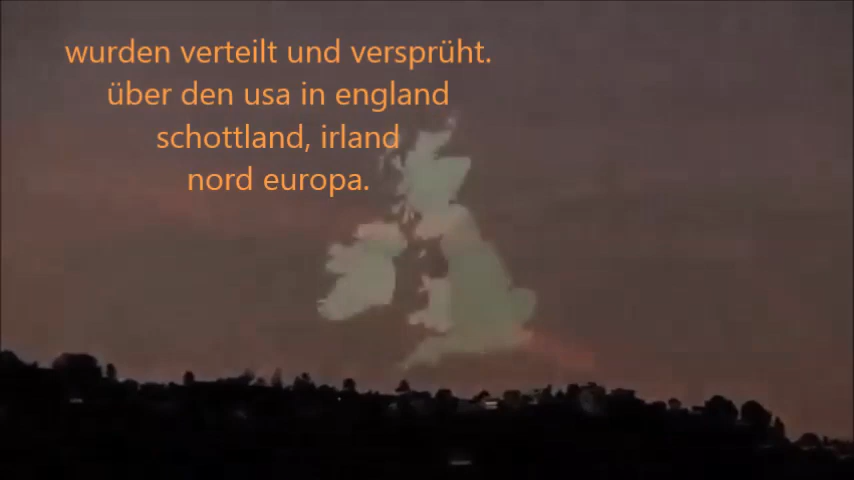 wurden verteilt und versprüht.
über den usa in england
schottland, irland
nord europa.